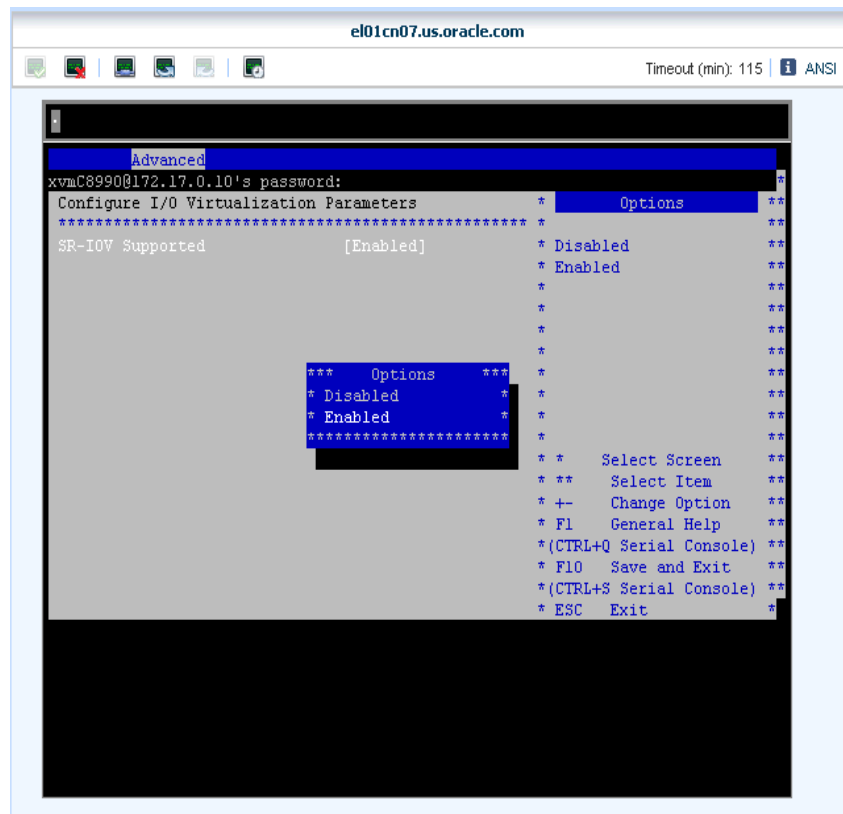 el01cn07.us.oracle.com
Timeout (min): 115 ANSI
Advanced
xvmC8990@172.17.0.10's password: *
Configure I/O Virtualization Parameters * Options **
*************************************************** * **
SR-IOV Supported [Enabled] * Disabled **
* Enabled **
* **
* **
* **
* **
*** Options *** * **
* Disabled * * **
* Enabled * * **
********************** * **
* * Select Screen **
* ** Select Item **
* +- Change Option **
* F1 General Help **
*(CTRL+Q Serial Console) **
* F10 Save and Exit **
*(CTRL+S Serial Console) **
* ESC Exit *